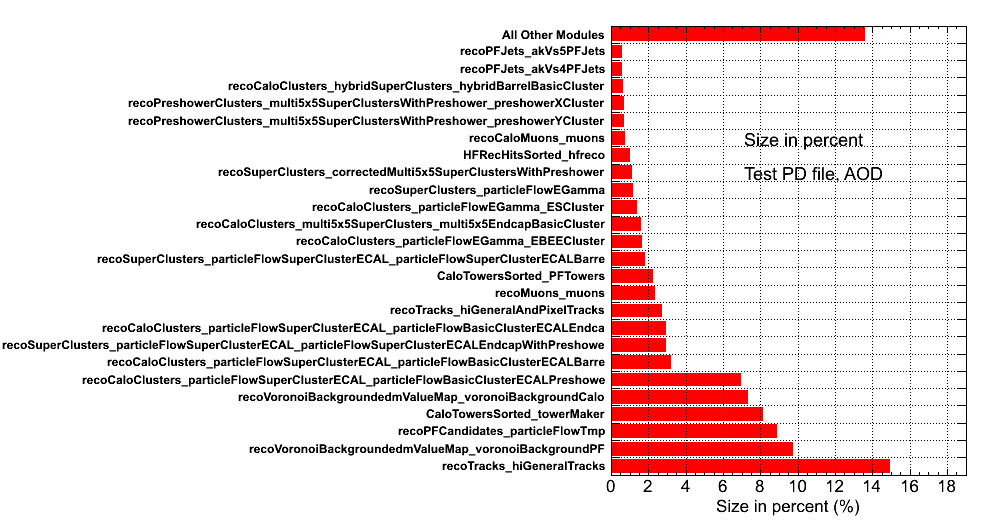 All Other Modules
recoPFJets_akVs5PFJets
recoPFJets_akVs4PFJets
recoCaloClusters_hybridSuperClusters_hybridBarrelBasicCluster
recoPreshowerClusters_multi5x5SuperClustersWithPreshower_preshowerXCluster
recoPreshowerClusters_multi5x5SuperClustersWithPreshower_preshowerYCluster
recoCaloMuons_muons
Size in percent
HFRecHitsSorted_hfreco
recoSuperClusters_correctedMulti5x5SuperClustersWithPreshower
Test PD file, AOD
recoSuperClusters_particleFlowEGamma
recoCaloClusters_particleFlowEGamma_ESCluster
recoCaloClusters_multi5x5SuperClusters_multi5x5EndcapBasicCluster
recoCaloClusters_particleFlowEGamma_EBEECluster
recoSuperClusters_particleFlowSuperClusterECAL_particleFlowSuperClusterECALBarre
CaloTowersSorted_PFTowers
recoMuons_muons
recoTracks_hiGeneralAndPixelTracks
recoCaloClusters_particleFlowSuperClusterECAL_particleFlowBasicClusterECALEndca
recoSuperClusters_particleFlowSuperClusterECAL_particleFlowSuperClusterECALEndcapWithPreshowe
recoCaloClusters_particleFlowSuperClusterECAL_particleFlowBasicClusterECALBarre
recoCaloClusters_particleFlowSuperClusterECAL_particleFlowBasicClusterECALPreshowe
recoVoronoiBackgroundedmValueMap_voronoiBackgroundCalo
CaloTowersSorted_towerMaker
recoPFCandidates_particleFlowTmp
recoVoronoiBackgroundedmValueMap_voronoiBackgroundPF
recoTracks_hiGeneralTracks
0 2 4 6 8 10 12 14 16 18
Size in percent (%)